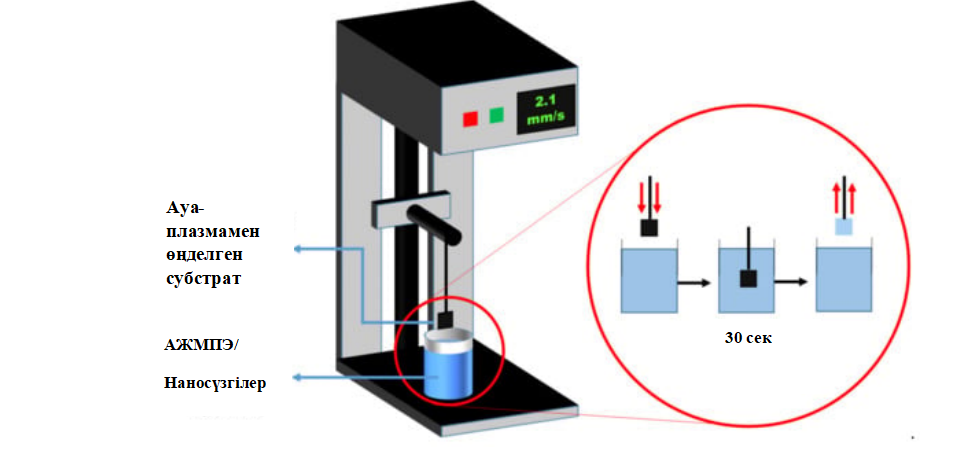 2.1
mm/s
Ауа-
плазмамен
өңделген
субстрат
АЖМПЭ/
Наносүзгілер
30 сек